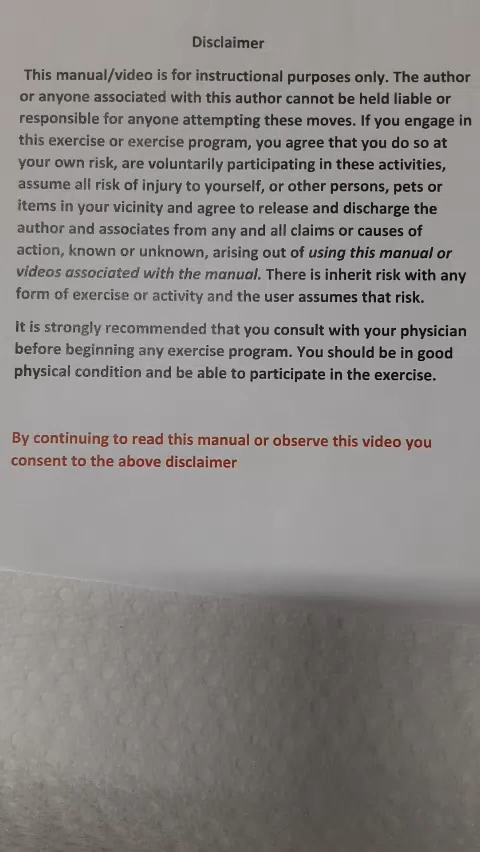 Disclaimer
This manual/video is for instructional purposes only. The author
or anyone associated with this author cannot be held liable or
responsible for anyone attempting these moves. If you engage in
this exercise or exercise program, you agree that you do so at
your own risk, are voluntarily participating in these activities,
assume all risk of injury to yourself, or other persons, pets or
items in your vicinity and agree to release and discharge the
author and associates from any and all claims or causes of
action, known or unknown, arising out of using this manual or
videos associated with the manual. There is inherit risk with any
form of exercise or activity and the user assumes that risk.
It is strongly recommended that you consult with your physician
before beginning any exercise program. You should be in good
physical condition and be able to participate in the exercise.
By continuing to read this manual or observe this video you
consent to the above disclaimer